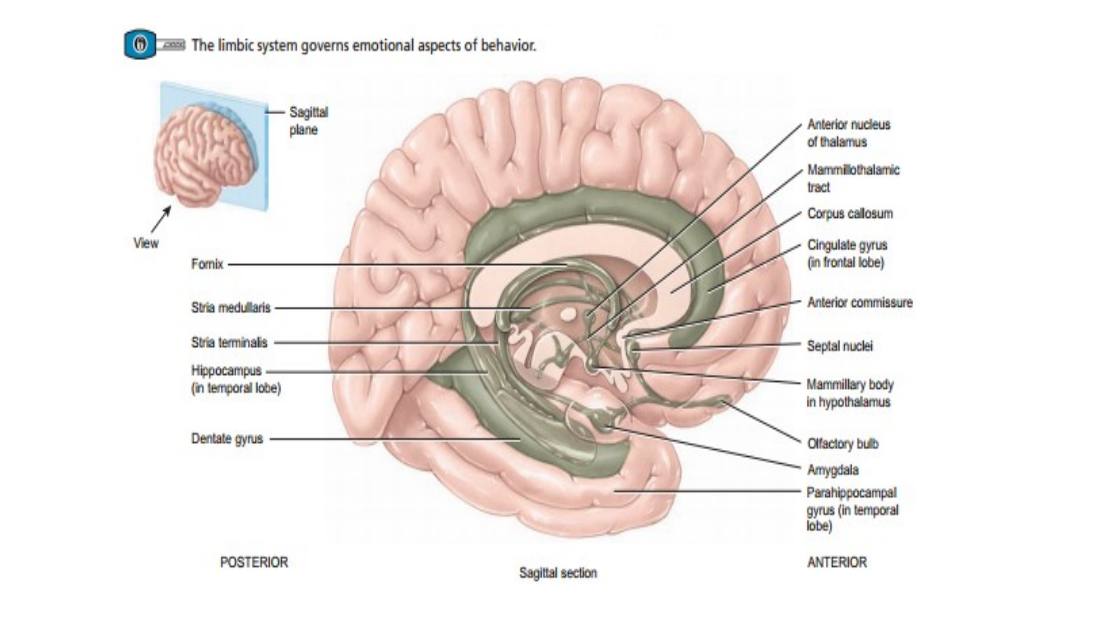 The limbic system governs emotional aspects of behavior.
Sagittal
plane
View
Fornix
Stria medullaris
Stria terminalis
Hippocampus
(in temporal lobe)
Dentate gyrus
Anterior nucleus
of thalamus
Mammillothalamic
tract
Corpus callosum
Cingulate gyrus
(in frontal lobe)
Anterior commissure
Septal nuclei
Mammillary body
in hypothalamus
Olfactory bulb
Amygdala
Parahippocampal
gyrus (in temporal
lobe)
POSTERIOR
Sagittal section
ANTERIOR